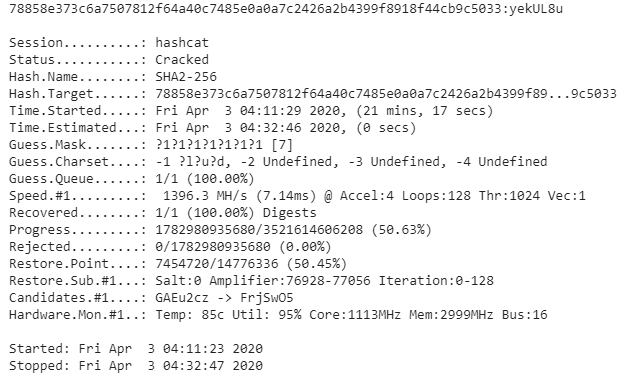 78858e373c6a7507812f64a40c7485e0a0a7c2426a2b4399f8918f44cb9c5033:yekUL8u
Session..........: hashcat
Status...........: Cracked
Hash.Name........: SHA2-256
Hash.Target......: 78858e373c6a7507812f64a40c7485e0a0a7c2426a2b4399f89...9c5033
Time.Started.....: Fri Apr  3 04:11:29 2020, (21 mins, 17 secs)
Time.Estimated...: Fri Apr  3 04:32:46 2020, (0 secs)
Guess.Mask.......: ?1?1?1?1?1?1?1 [7]
Guess.Charset....: -1 ?l?u?d, -2 Undefined, -3 Undefined, -4 Undefined
Guess.Queue......: 1/1 (100.00%)
Speed.#1.........:  1396.3 MH/s (7.14ms) @ Accel:4 Loops:128 Thr:1024 Vec:1
Recovered........: 1/1 (100.00%) Digests
Progress.........: 1782980935680/3521614606208 (50.63%)
Rejected.........: 0/1782980935680 (0.00%)
Restore.Point....: 7454720/14776336 (50.45%)
Restore.Sub.#1...: Salt:0 Amplifier:76928-77056 Iteration:0-128
Candidates.#1....: GAEu2cz -> FrjSwO5
Hardware.Mon.#1..: Temp: 85c Util: 95% Core:1113MHz Mem:2999MHz Bus:16
Started: Fri Apr  3 04:11:23 2020
Stopped: Fri Apr  3 04:32:47 2020